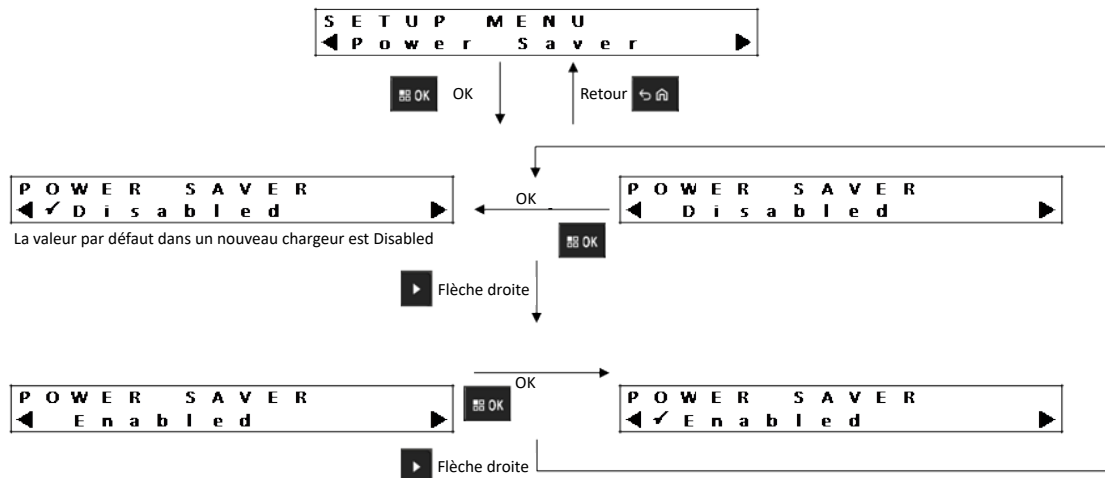 SETUP MENU
◀Power Saver▶
OK OK Retour
POWER SAVER
◀✓Disabled▶
La valeur par défaut dans un nouveau chargeur est Disabled
OK
OK
POWER SAVER
◀ Disabled▶
Flèche droite
POWER SAVER
◀ Enabled▶
OK
OK
POWER SAVER
◀✓Enabled▶
Flèche droite